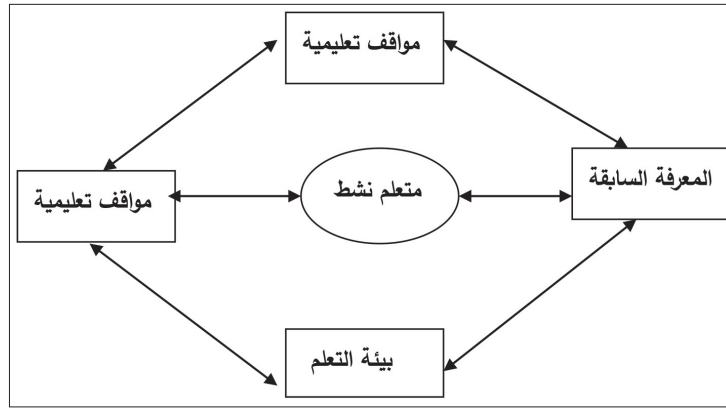 مواقف تعليمية
المعرفة السابقة
متعلم نشط
مواقف تعليمية
بيئة التعلم